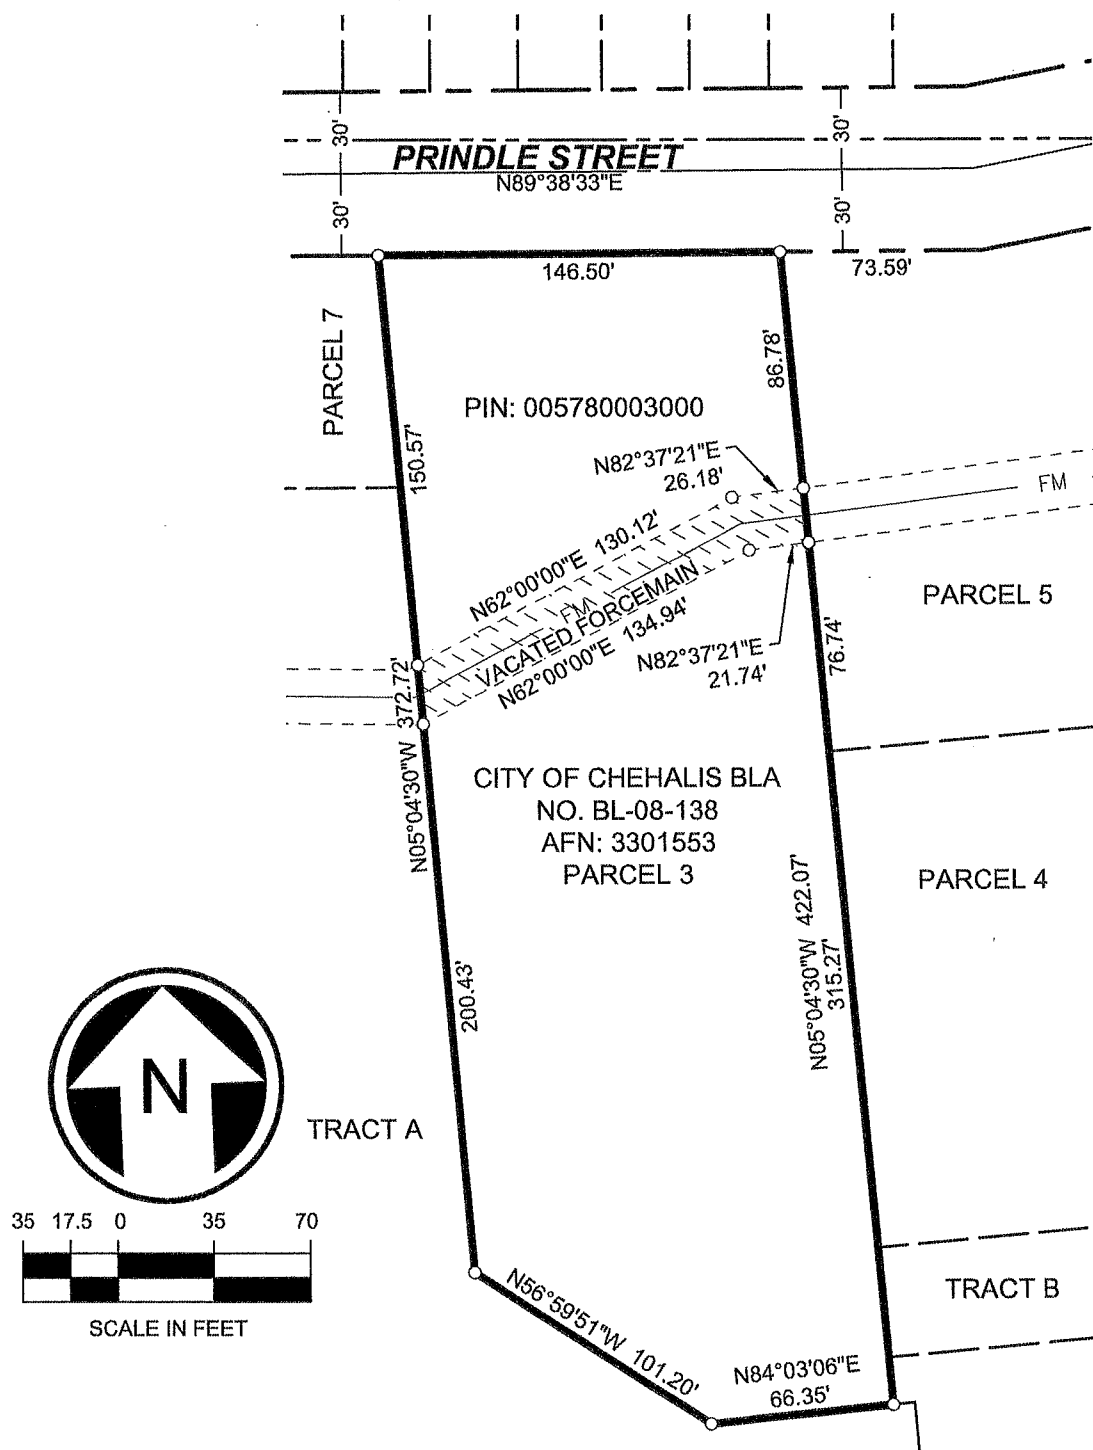 30'
30'
PRINDLE STREET
N89°38'33"E
30'
30'
146.50'
73.59'
PARCEL 7
86.78'
PIN: 005780003000
150.57'
N82°37'21"E
26.18'
FM
N62°00'00"E 130.12'
FM
VACATED FORCEMAIN
N62°00'00"E 134.94'
PARCEL 5
N82°37'21"E
21.74'
76.74'
N05°04'30"W 372.72'
CITY OF CHEHALIS BLA
NO. BL-08-138
AFN: 3301553
PARCEL 3
PARCEL 4
N05°04'30"W 422.07'
315.27'
200.43'
N
TRACT A
35 17.5 0 35 70
SCALE IN FEET
TRACT B
N56°59'51"W 101.20'
N84°03'06"E
66.35'